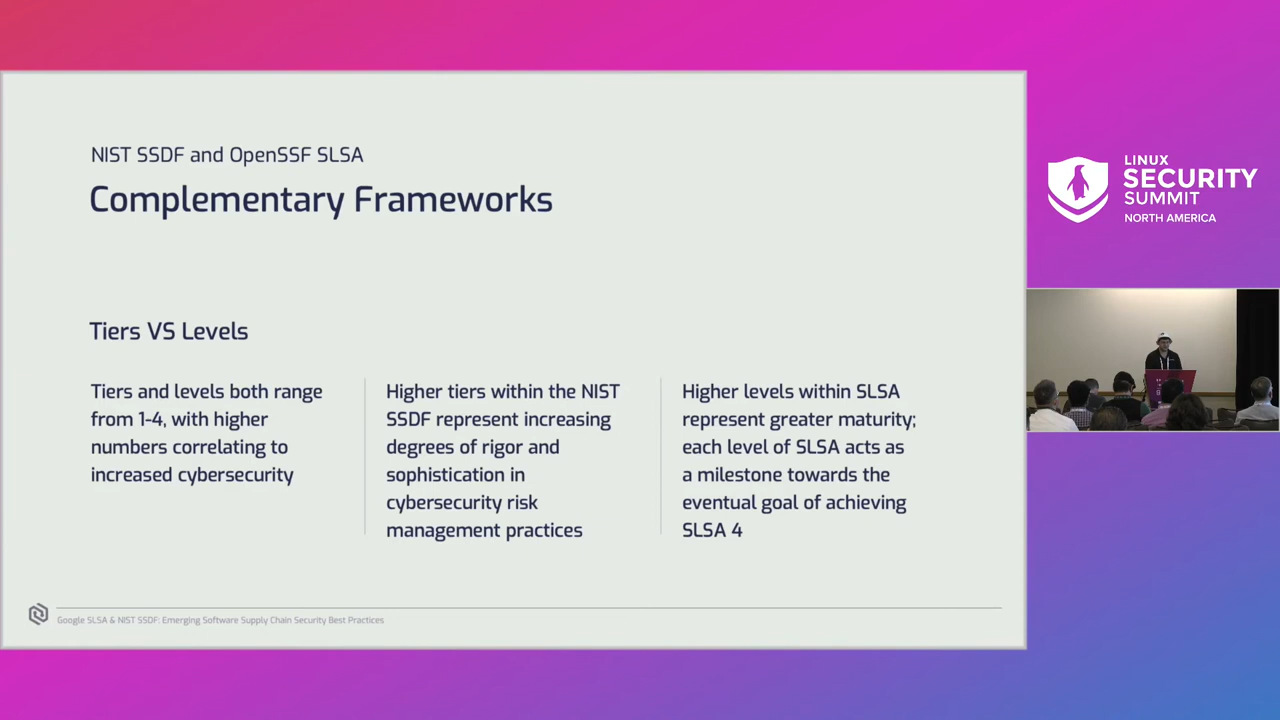 NIST SSDF and OpenSSF SLSA
Complementary Frameworks
Tiers VS Levels
Tiers and levels both range
from 1-4, with higher
numbers correlating to
increased cybersecurity
Higher tiers within the NIST
SSDF represent increasing
degrees of rigor and
sophistication in
cybersecurity risk
management practices
Higher levels within SLSA
represent greater maturity;
each level of SLSA acts as
a milestone towards the
eventual goal of achieving
SLSA 4
Google SLSA & NIST SSDF: Emerging Software Supply Chain Security Best Practices
LINUX
SECURITY
SUMMIT
NORTH AMERICA